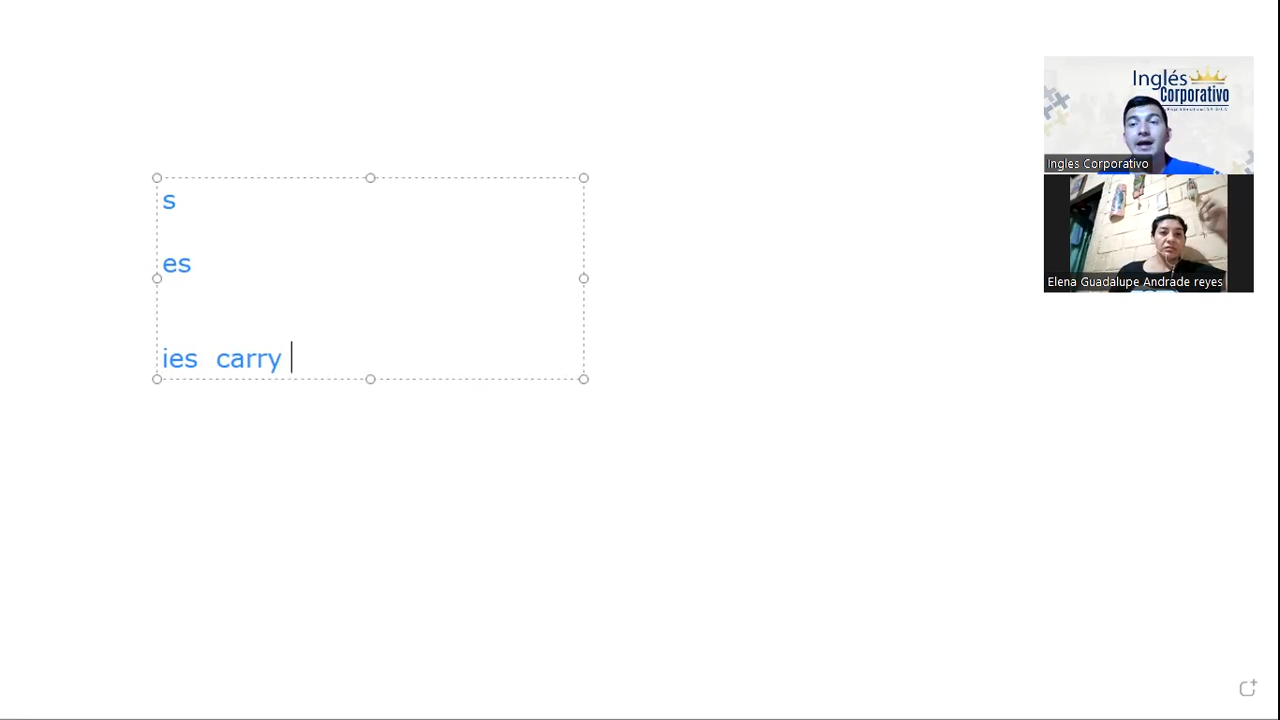 s
es
ies carry
Inglés
Corporativo
Ingles Corporativo
Elena Guadalupe Andrade reyes